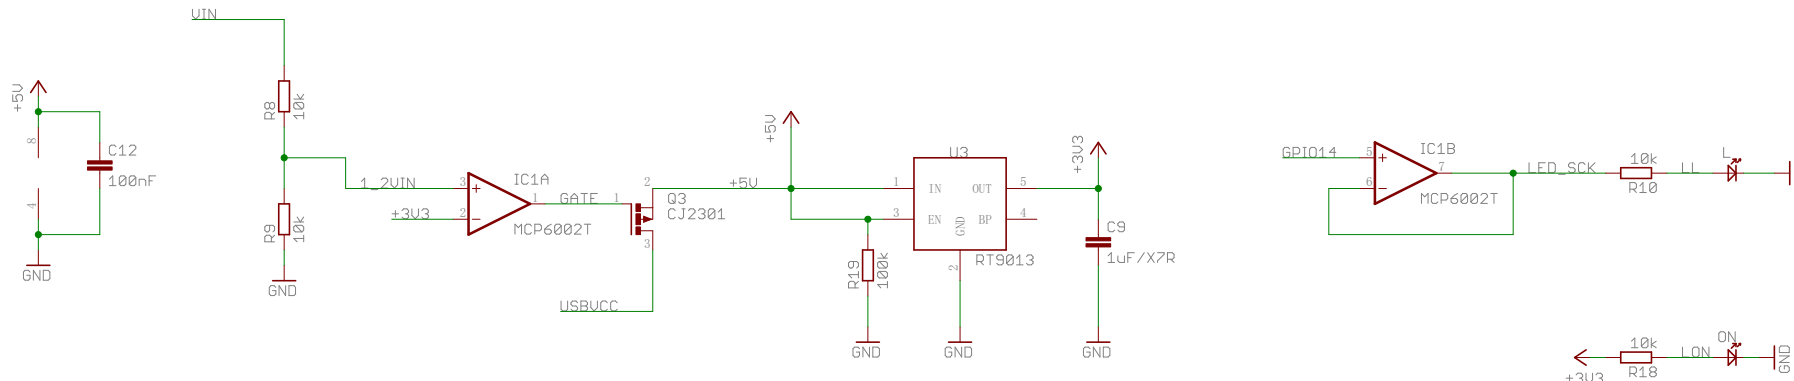 VIN
+5V
8
C12
100nF
4
GND
R8
10k
R9
10k
GND
1_2VIN
+3V3
3
2
IC1A
1
MCP6002T
GATE
1
2
Q3
CJ2301
3
USBVCC
+5V
+5V
U3
1
IN
OUT
5
3
EN
GND
BP
4
2
RT9013
R19
100k
GND
GND
+3V3
C9
1uF/X7R
GND
GPIO14
5
6
IC1B
7
MCP6002T
LED_SCK
10k
R10
LL
L
+3V3
10k
R18
LON
ON
GND